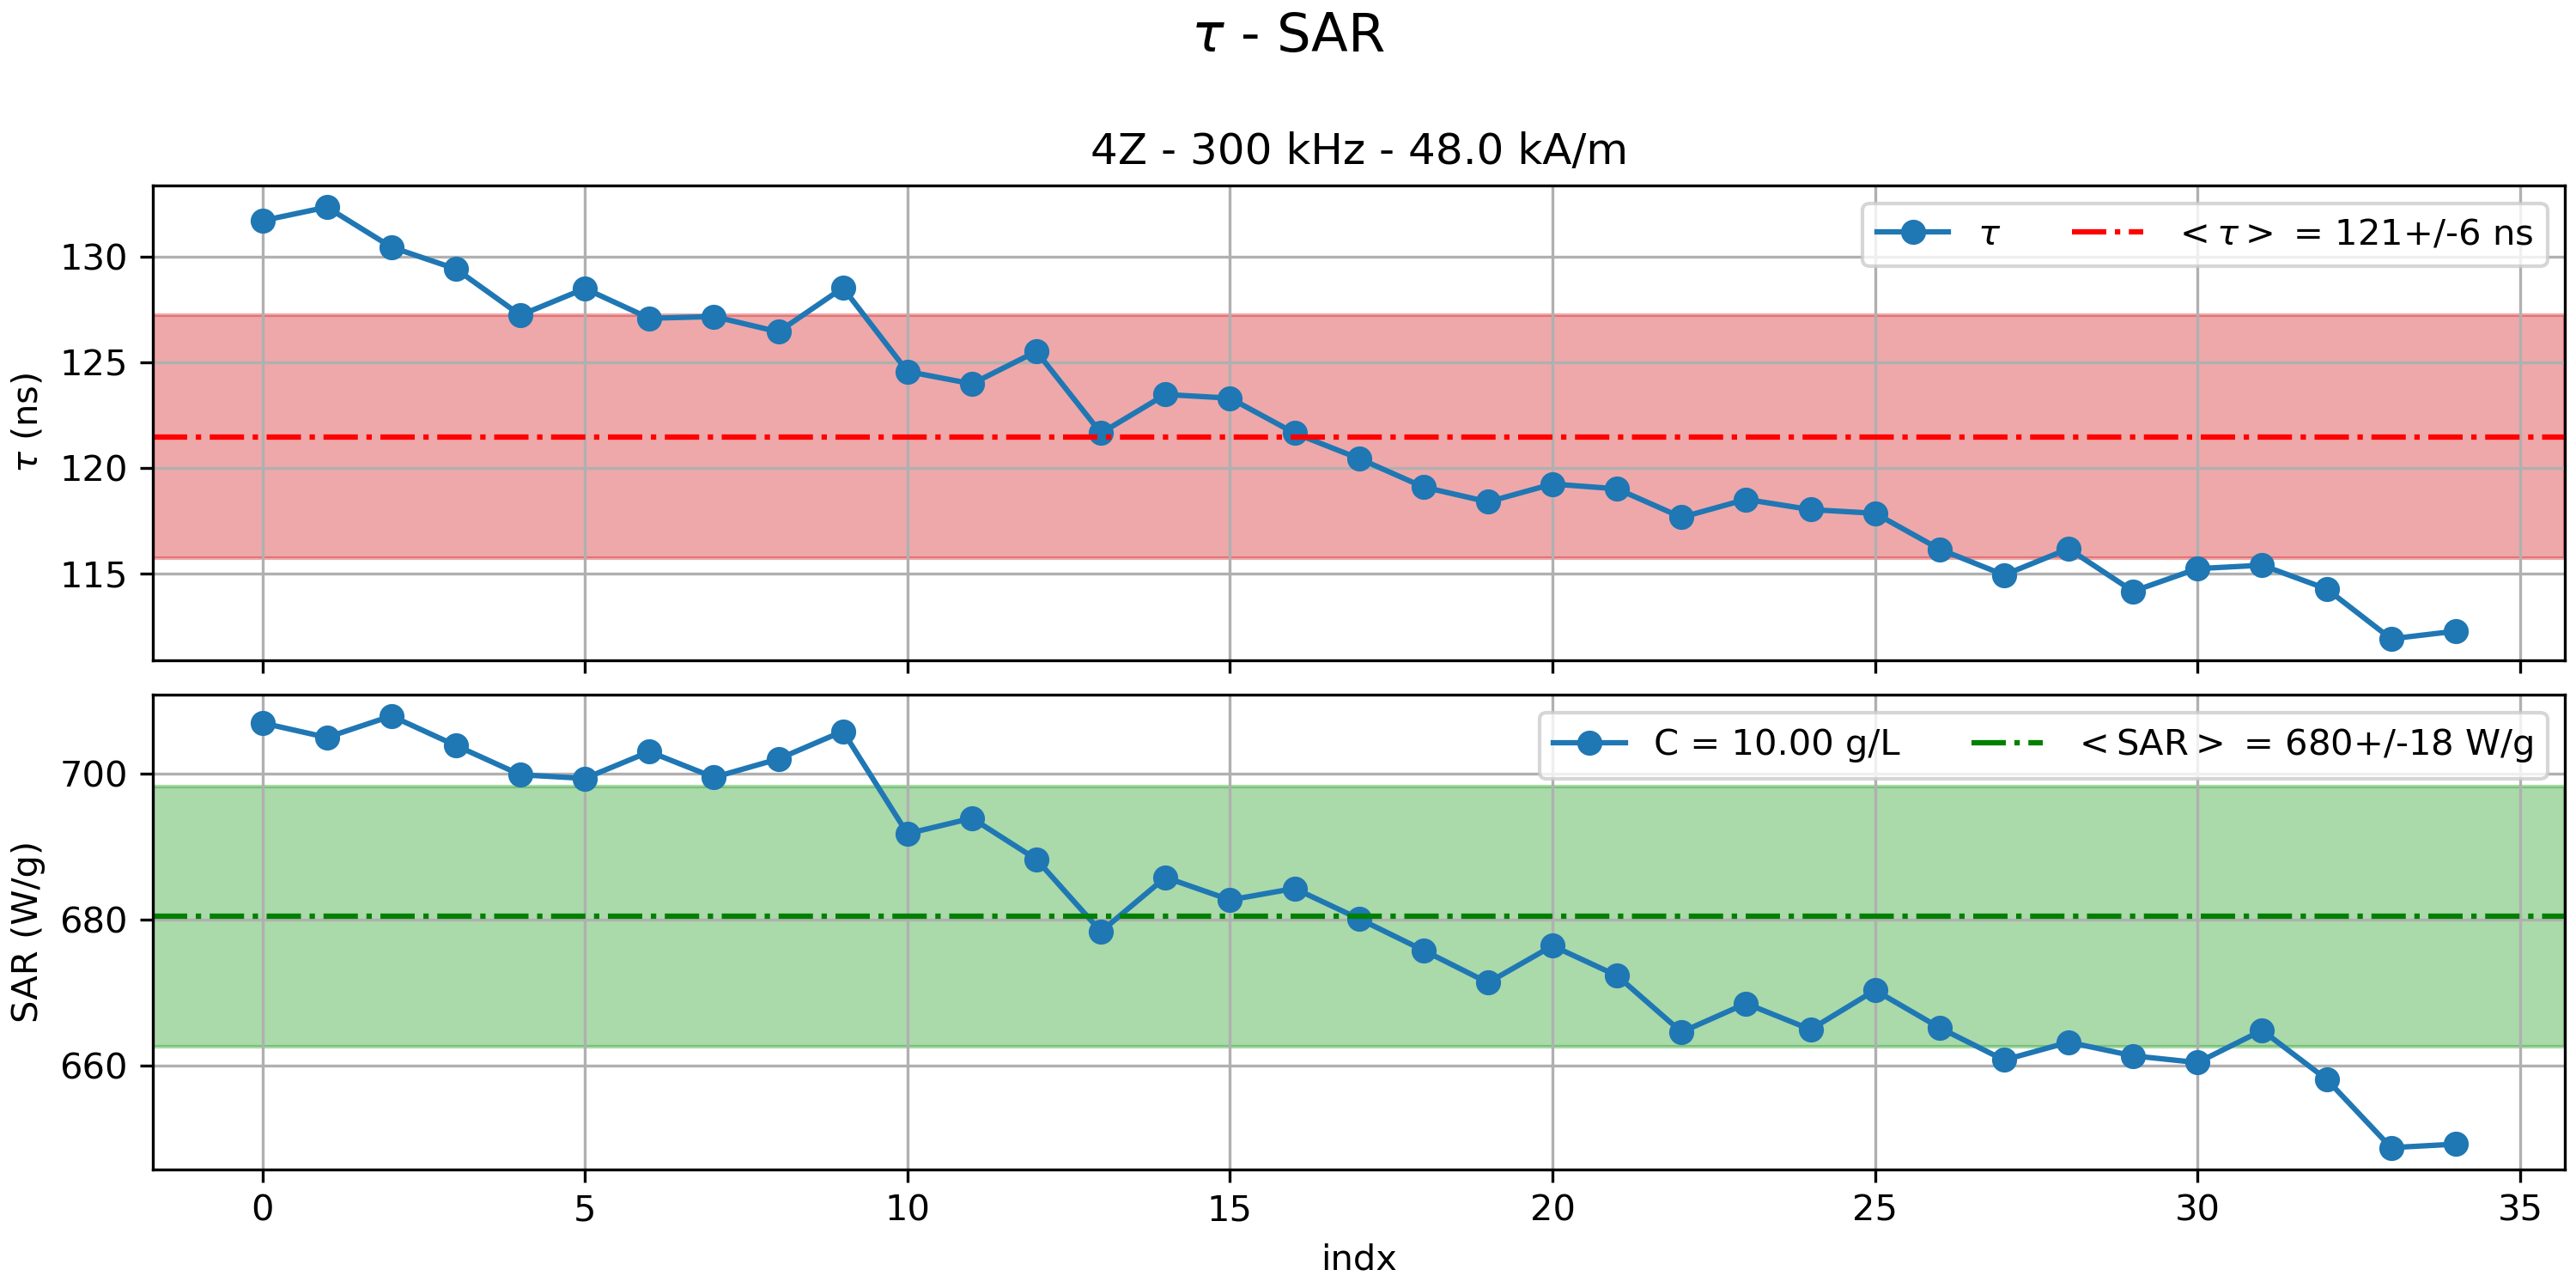 τ - SAR
4Z - 300 kHz - 48.0 kA/m
τ <τ> = 121+/-6 ns
130
125
120
115
τ (ns)
C = 10.00 g/L <SAR> = 680+/-18 W/g
700
680
660
SAR (W/g)
0 5 10 15 20 25 30 35
indx